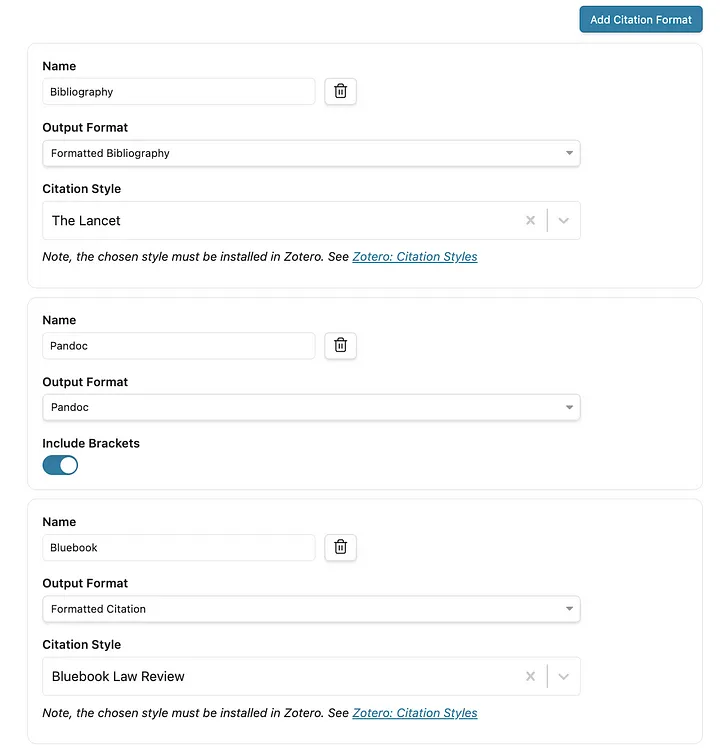 Add Citation Format
Name
Bibliography
Output Format
Formatted Bibliography
Citation Style
The Lancet
Note, the chosen style must be installed in Zotero. See Zotero: Citation Styles
Name
Pandoc
Output Format
Pandoc
Include Brackets
Name
Bluebook
Output Format
Formatted Citation
Citation Style
Bluebook Law Review
Note, the chosen style must be installed in Zotero. See Zotero: Citation Styles